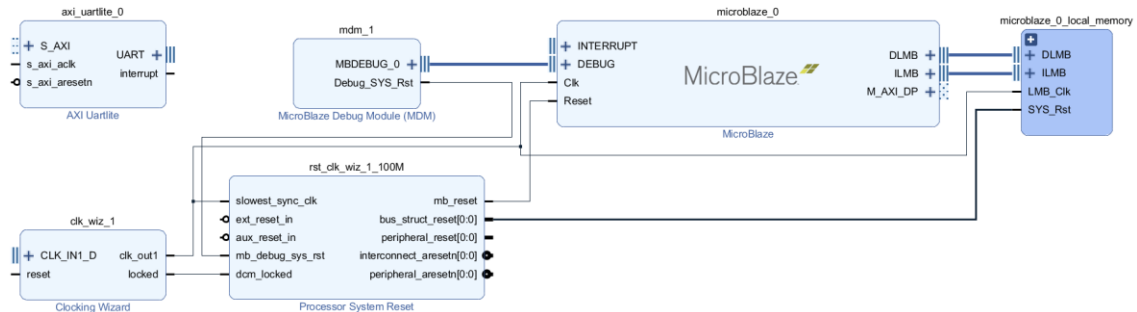 axi_uartlite_0
S_AXI
s_axi_aclk
s_axi_aresetn
UART
interrupt
AXI Uartlite
mdm_1
MBDEBUG_0
Debug_SYS_Rst
MicroBlaze Debug Module (MDM)
microblaze_0
INTERRUPT
DEBUG
Clk
Reset
MicroBlaze
DLMB
ILMB
M_AXI_DP
MicroBlaze
microblaze_0_local_memory
DLMB
ILMB
LMB_Clk
SYS_Rst
rst_clk_wiz_1_100M
slowest_sync_clk
ext_reset_in
aux_reset_in
mb_debug_sys_rst
dcm_locked
mb_reset
bus_struct_reset[0:0]
peripheral_reset[0:0]
interconnect_aresetn[0:0]
peripheral_aresetn[0:0]
Processor System Reset
clk_wiz_1
CLK_IN1_D
reset
clk_out1
locked
Clocking Wizard